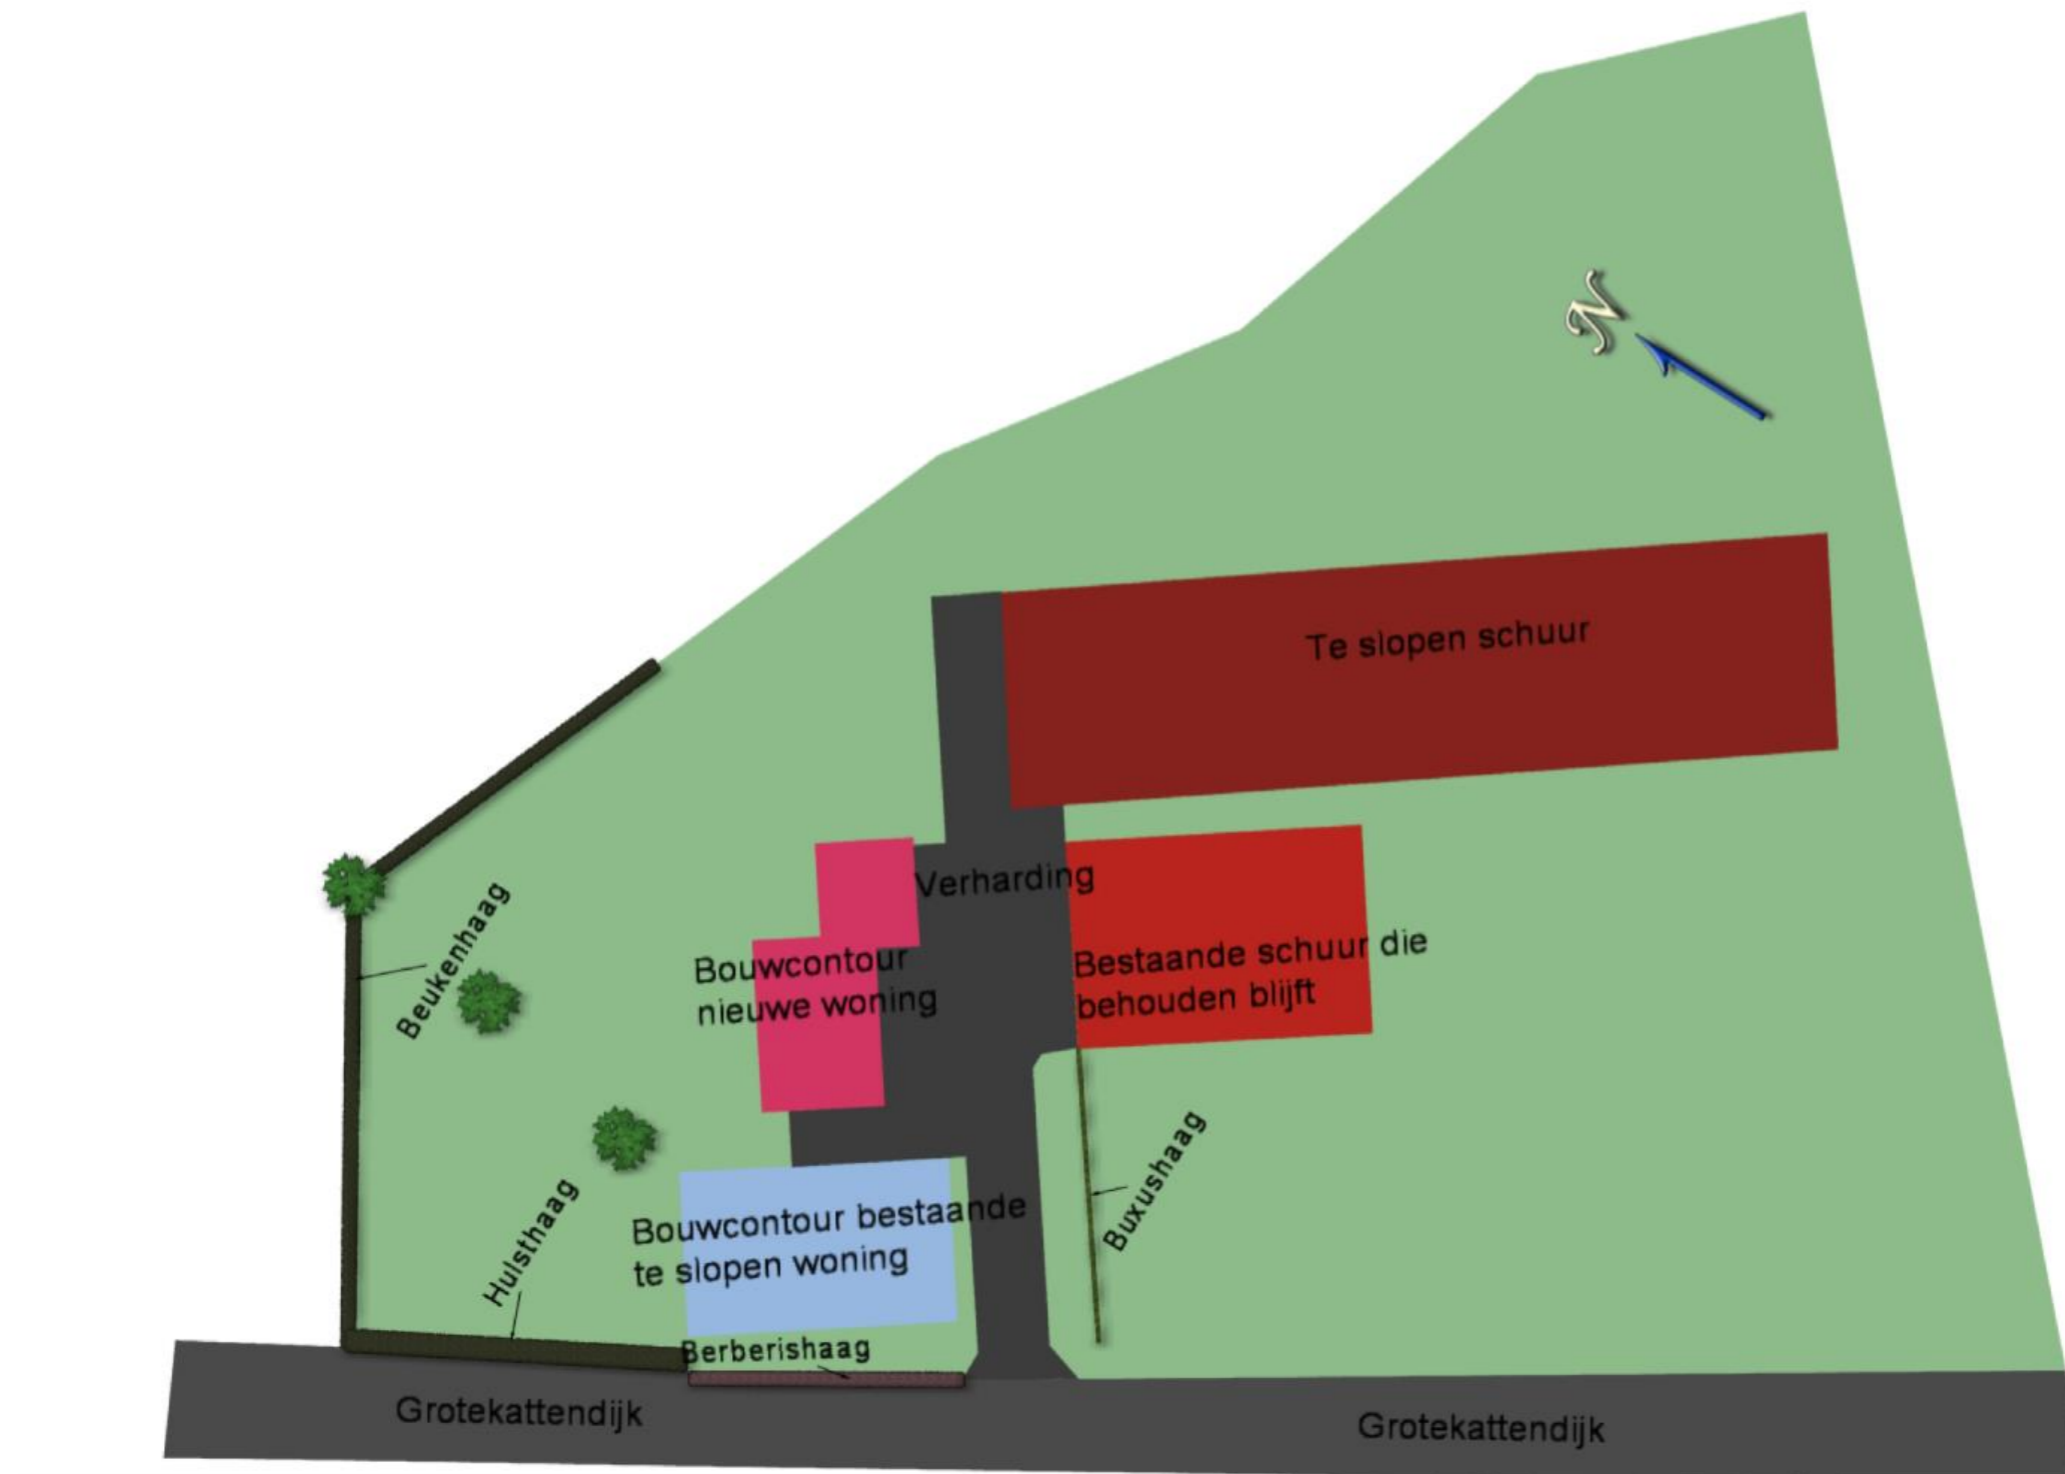 N
Te slopen schuur
Verharding
Beukenhaag
Bouwcontour
nieuwe woning
Bestaande schuur die
behouden blijft
Buxushaag
Hulsthaag
Bouwcontour bestaande
te slopen woning
Berberishaag
Grotekattendijk
Grotekattendijk